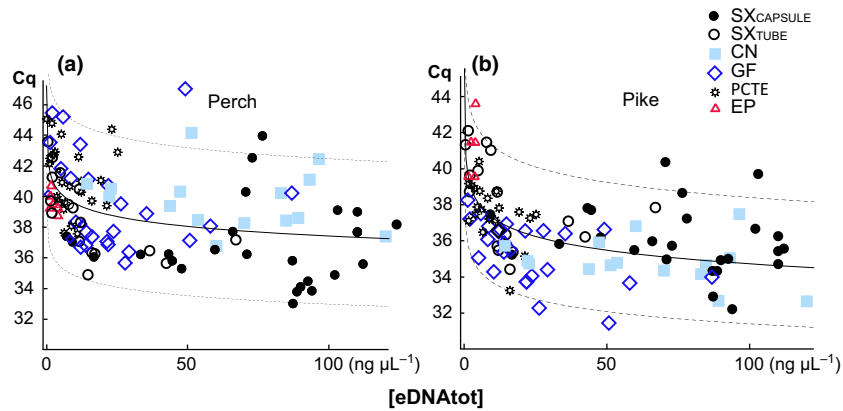 SXCAPSULE
SXTUBE
CN
GF
PCTE
EP
(a)
Cq
Perch
46
44
42
40
38
36
34
32
0
50
100 (ng µL⁻¹)
(b)
Cq
Pike
44
42
40
38
36
34
32
0
50
100 (ng µL⁻¹)
[eDNAtot]